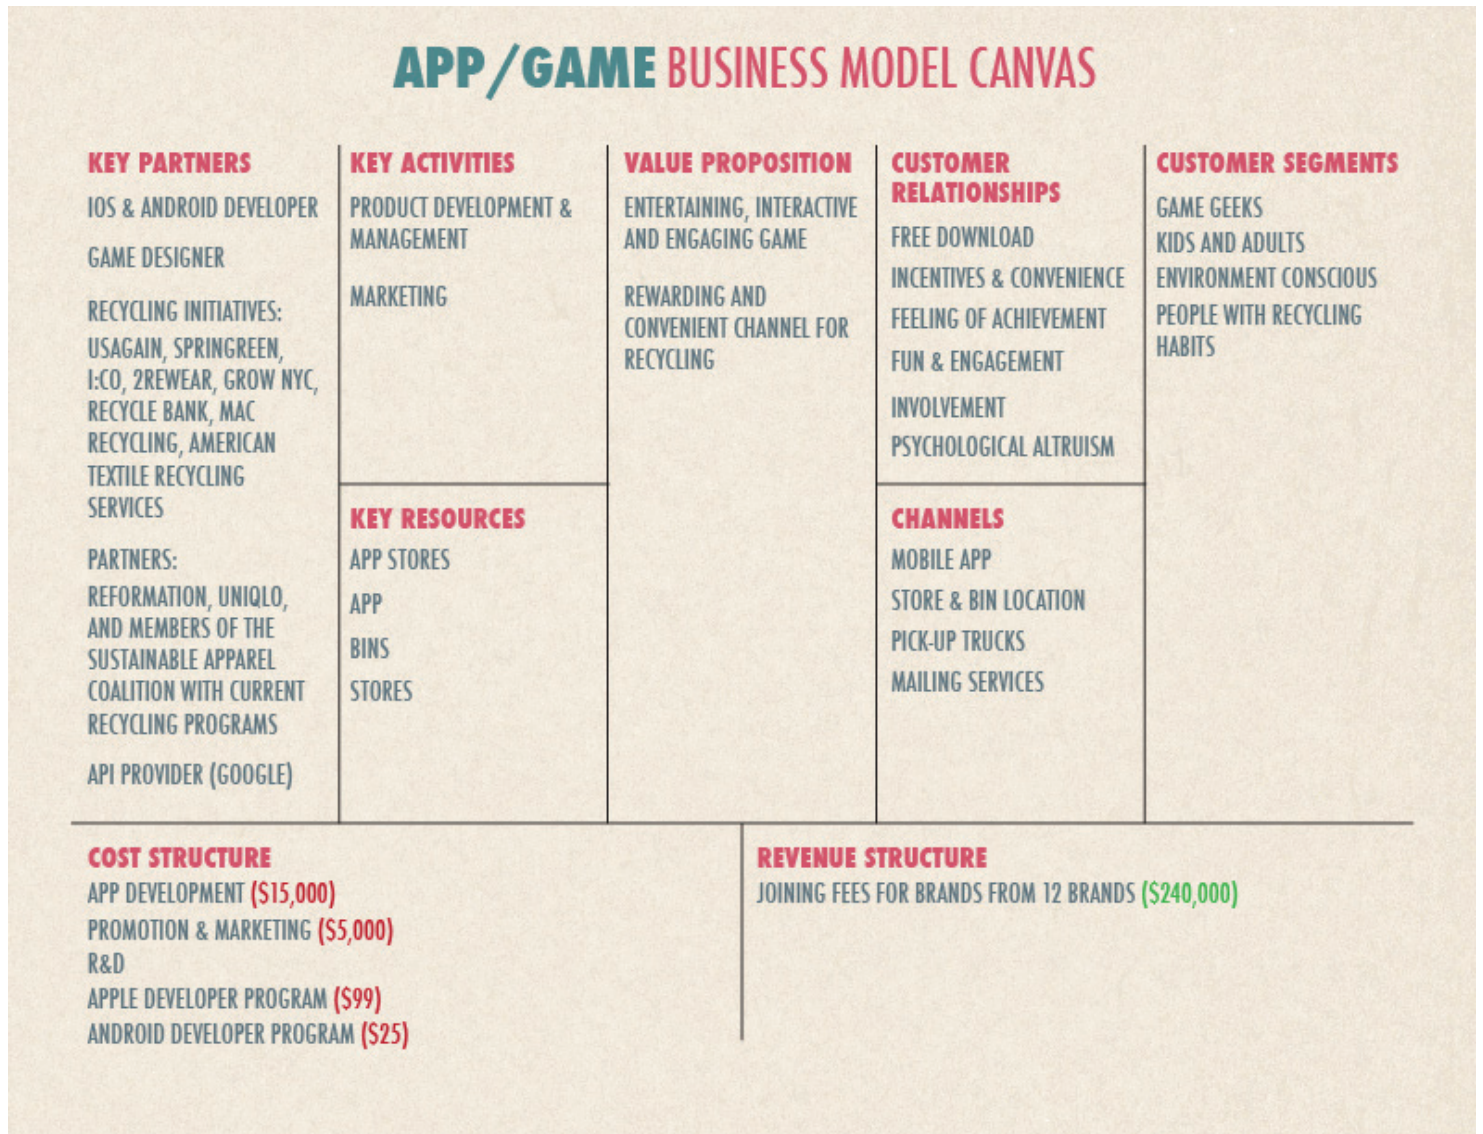 APP/GAME BUSINESS MODEL CANVAS
KEY PARTNERS
IOS & ANDROID DEVELOPER
GAME DESIGNER
RECYCLING INITIATIVES:
USAGAIN, SPRINGREEN,
I:CO, 2REWEAR, GROW NYC,
RECYCLE BANK, MAC
RECYCLING, AMERICAN
TEXTILE RECYCLING
SERVICES
PARTNERS:
REFORMATION, UNIQLO,
AND MEMBERS OF THE
SUSTAINABLE APPAREL
COALITION WITH CURRENT
RECYCLING PROGRAMS
API PROVIDER (GOOGLE)
KEY ACTIVITIES
PRODUCT DEVELOPMENT &
MANAGEMENT
MARKETING
KEY RESOURCES
APP STORES
APP
BINS
STORES
VALUE PROPOSITION
ENTERTAINING, INTERACTIVE
AND ENGAGING GAME
REWARDING AND
CONVENIENT CHANNEL FOR
RECYCLING
CUSTOMER
RELATIONSHIPS
FREE DOWNLOAD
INCENTIVES & CONVENIENCE
FEELING OF ACHIEVEMENT
FUN & ENGAGEMENT
INVOLVEMENT
PSYCHOLOGICAL ALTRUISM
CHANNELS
MOBILE APP
STORE & BIN LOCATION
PICK-UP TRUCKS
MAILING SERVICES
CUSTOMER SEGMENTS
GAME GEEKS
KIDS AND ADULTS
ENVIRONMENT CONSCIOUS
PEOPLE WITH RECYCLING
HABITS
COST STRUCTURE
APP DEVELOPMENT ($15,000)
PROMOTION & MARKETING ($5,000)
R&D
APPLE DEVELOPER PROGRAM ($99)
ANDROID DEVELOPER PROGRAM ($25)
REVENUE STRUCTURE
JOINING FEES FOR BRANDS FROM 12 BRANDS ($240,000)